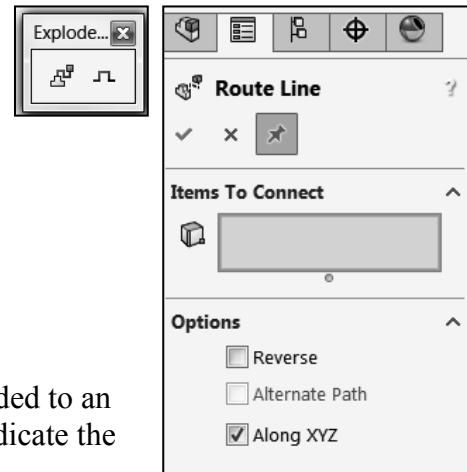 Explode...
Route Line
?
Items To Connect
Options
Reverse
Alternate Path
Along XYZ
ded to an
dicate the